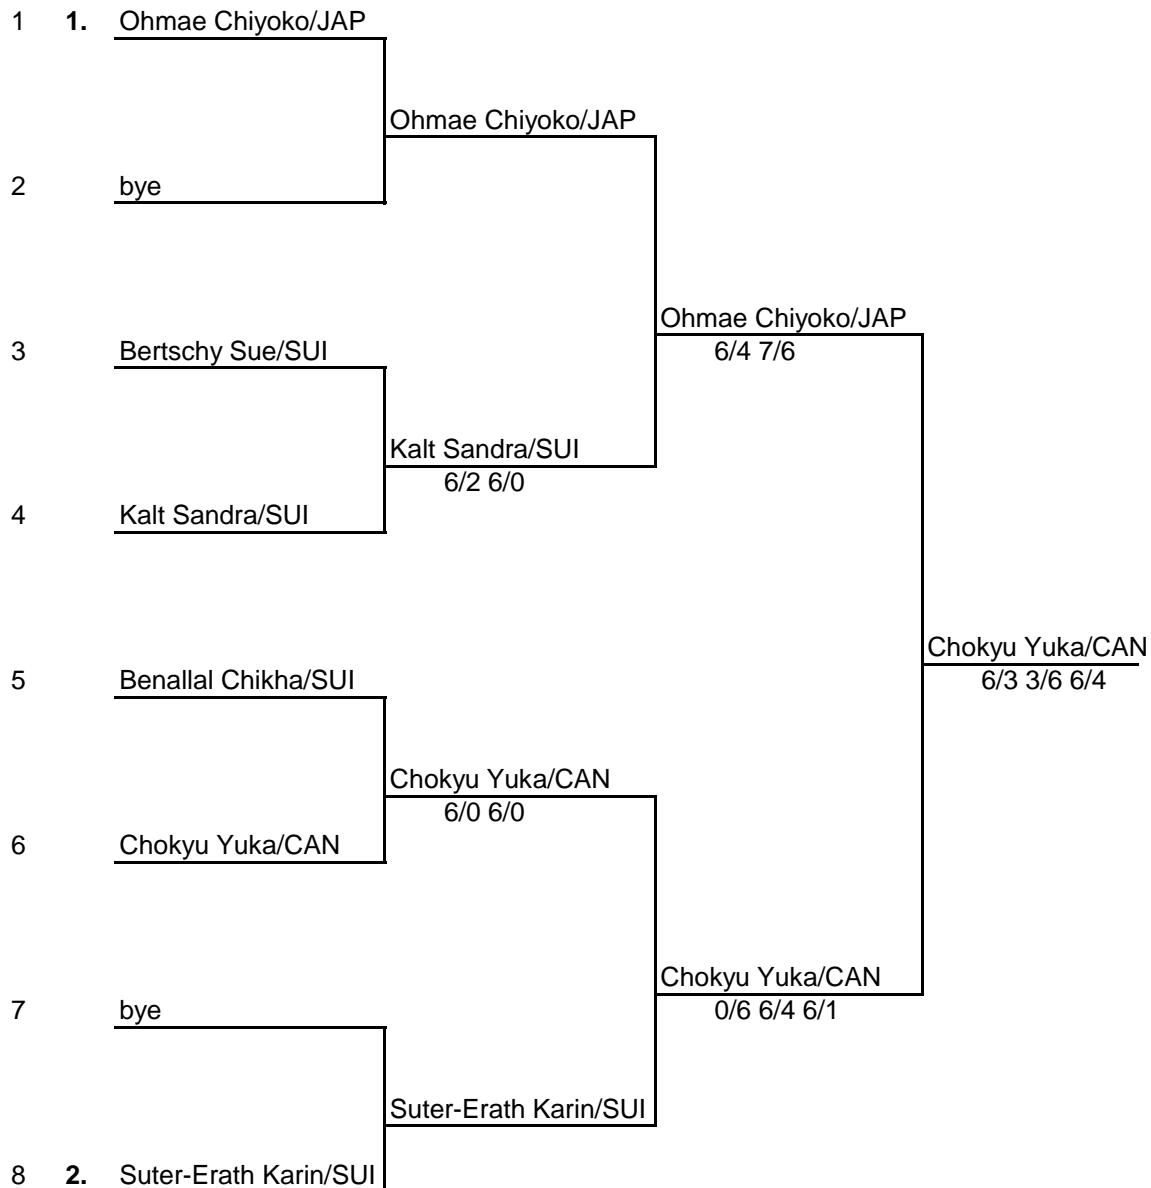 1 1. Ohmae Chiyoko/JAP
Ohmae Chiyoko/JAP
2 bye
Ohmae Chiyoko/JAP
3 Bertschy Sue/SUI 6/4 7/6
Kalt Sandra/SUI
6/2 6/0
4 Kalt Sandra/SUI
Chokyu Yuka/CAN
5 Benallal Chikha/SUI 6/3 3/6 6/4
Chokyu Yuka/CAN
6/0 6/0
6 Chokyu Yuka/CAN
Chokyu Yuka/CAN
7 bye 0/6 6/4 6/1
Suter-Erath Karin/SUI
8 2. Suter-Erath Karin/SUI